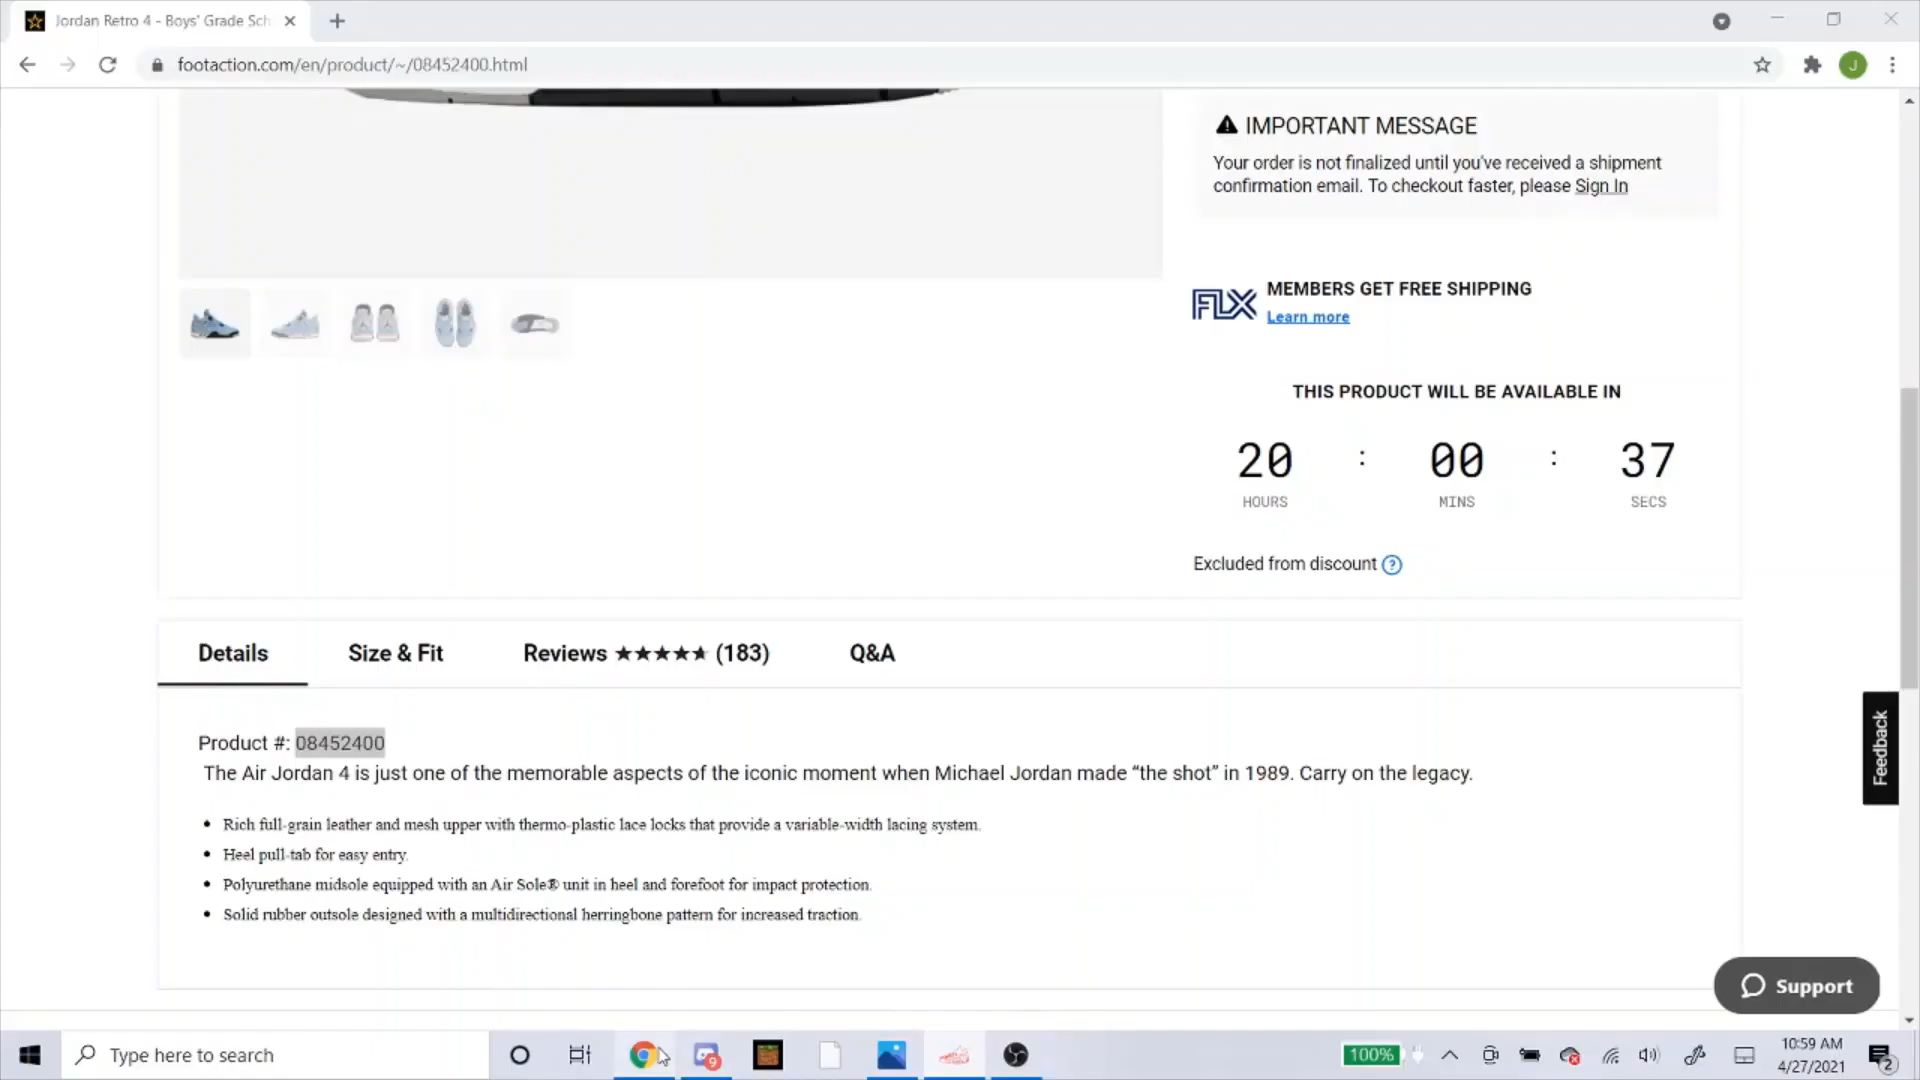 Jordan Retro 4 - Boys' Grade Sch
footaction.com/en/product/~/08452400.html
J
IMPORTANT MESSAGE
Your order is not finalized until you've received a shipment
confirmation email. To checkout faster, please Sign In
FLX
MEMBERS GET FREE SHIPPING
Learn more
THIS PRODUCT WILL BE AVAILABLE IN
20 : 00 : 37
HOURS MINS SECS
Excluded from discount ?
Details Size & Fit Reviews ★★★★★ (183) Q&A
Product #: 08452400
The Air Jordan 4 is just one of the memorable aspects of the iconic moment when Michael Jordan made “the shot” in 1989. Carry on the legacy.
• Rich full-grain leather and mesh upper with thermo-plastic lace locks that provide a variable-width lacing system.
• Heel pull-tab for easy entry.
• Polyurethane midsole equipped with an Air Sole® unit in heel and forefoot for impact protection.
• Solid rubber outsole designed with a multidirectional herringbone pattern for increased traction.
Feedback
Support
Type here to search
9
100%
10:59 AM
4/27/2021
2